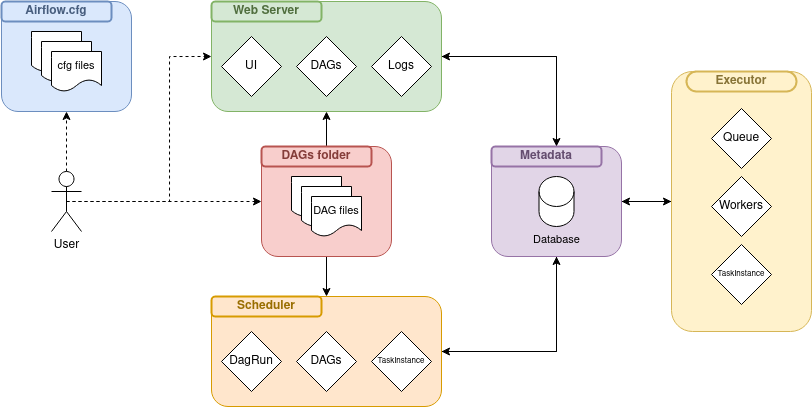 Airflow.cfg
cfg files
User
Web Server
UI
DAGs
Logs
DAGs folder
DAG files
Scheduler
DagRun
DAGs
TaskInstance
Metadata
Database
Executor
Queue
Workers
TaskInstance